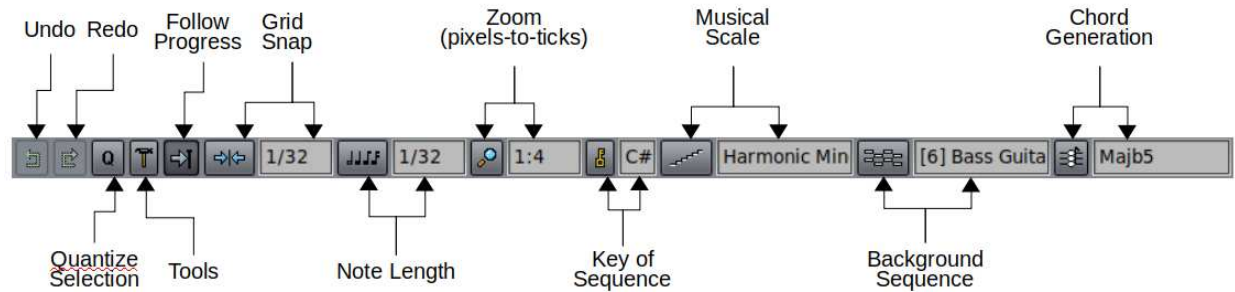 Undo Redo
Follow
Progress
Grid
Snap
Zoom
(pixels-to-ticks)
Musical
Scale
Chord
Generation
Q
1/32
1/32
1:4
C#
Harmonic Min
[6] Bass Guita
Majb5
Quantize
Selection
Tools
Note Length
Key of
Sequence
Background
Sequence